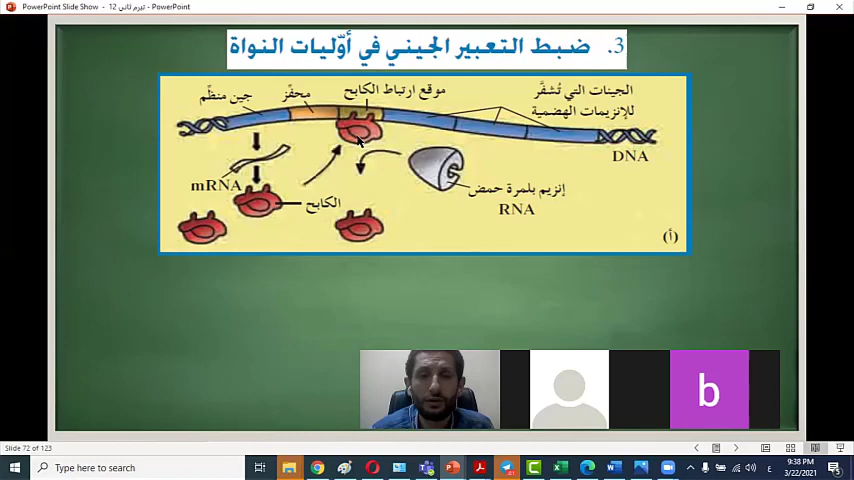 PowerPoint Slide Show - تيرم ثاني 12 - PowerPoint
3. ضبط التعبير الجيني في أوّليات النواة
جين منظّم
محفّز
موقع ارتباط الكابح
الجينات التي تُشفَّر
للإنزيمات الهضمية
DNA
mRNA
الكابح
إنزيم بلمرة حمض
RNA
(أ)
b
Slide 72 of 123
Type here to search
9:38 PM
3/22/2021